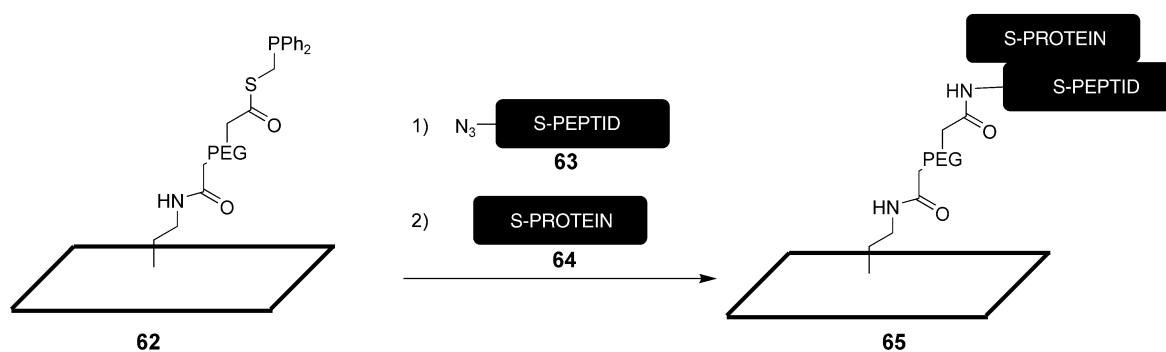 PPh2
S
O
PEG
HN
O
62
1)
N3
S-PEPTID
63
2)
S-PROTEIN
64
S-PROTEIN
S-PEPTID
HN
O
PEG
HN
O
65